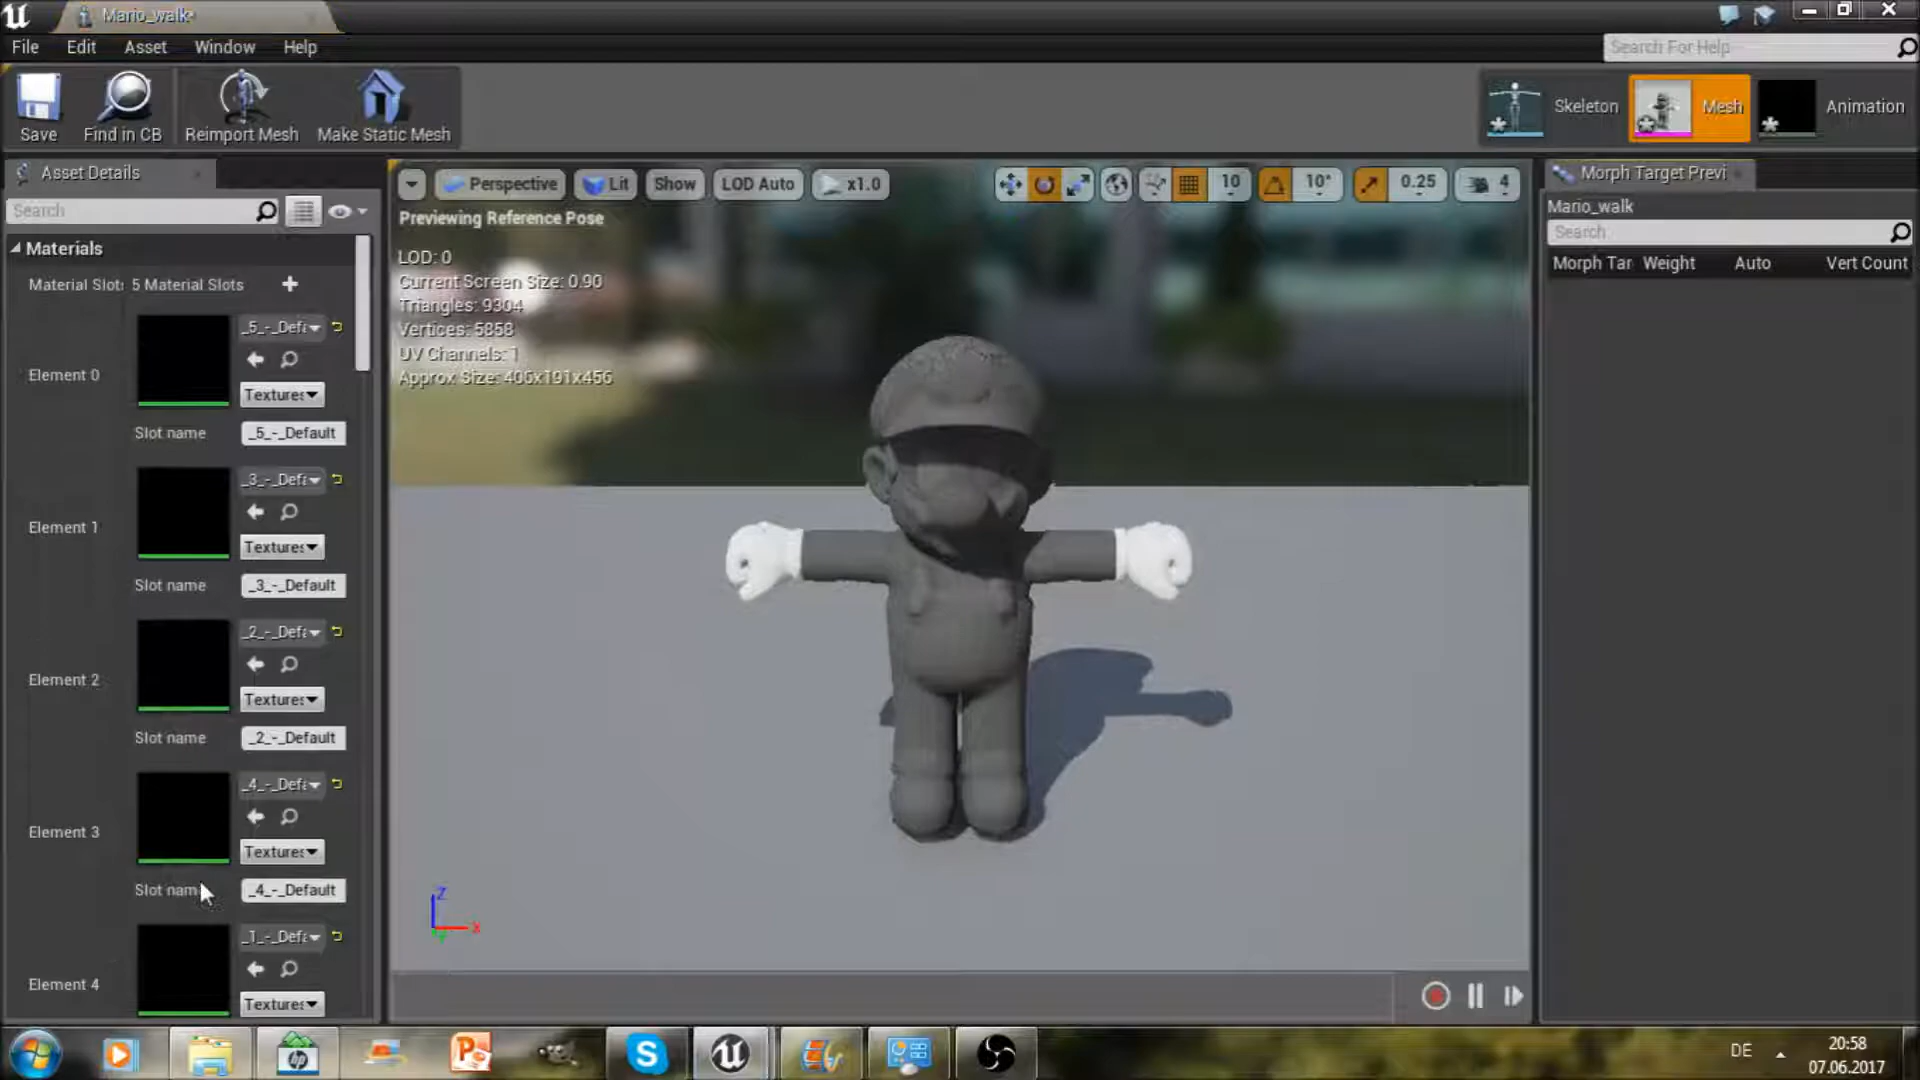 Mario_walk*
File Edit Asset Window Help
Search For Help
Save Find in CB Reimport Mesh Make Static Mesh
Skeleton Mesh Animation
Asset Details
Search
Materials
Material Slots 5 Material Slots
Element 0
_5_-_Defa
Textures
Slot name _5_-_Default
Element 1
_3_-_Defa
Textures
Slot name _3_-_Default
Element 2
_2_-_Defa
Textures
Slot name _2_-_Default
Element 3
_4_-_Defa
Textures
Slot name _4_-_Default
Element 4
_1_-_Defa
Textures
Perspective Lit Show LOD Auto x1.0
10 10° 0.25 4
Previewing Reference Pose
LOD: 0
Current Screen Size: 0.90
Triangles: 9304
Vertices: 5858
UV Channels: 1
Approx Size: 406x191x456
Z
X
Y
Morph Target Previ
Mario_walk
Search
Morph Tar Weight Auto Vert Count
DE
20:58
07.06.2017